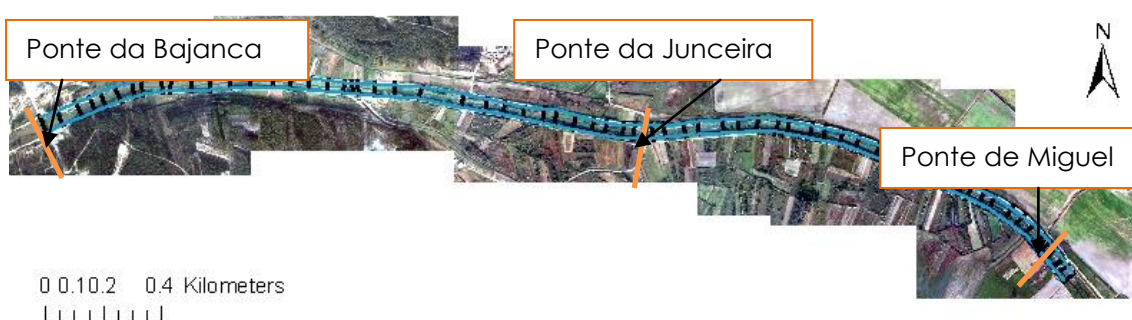 Ponte da Bajanca
Ponte da Junceira
N
Ponte de Miguel
0 0.10.2 0.4 Kilometers